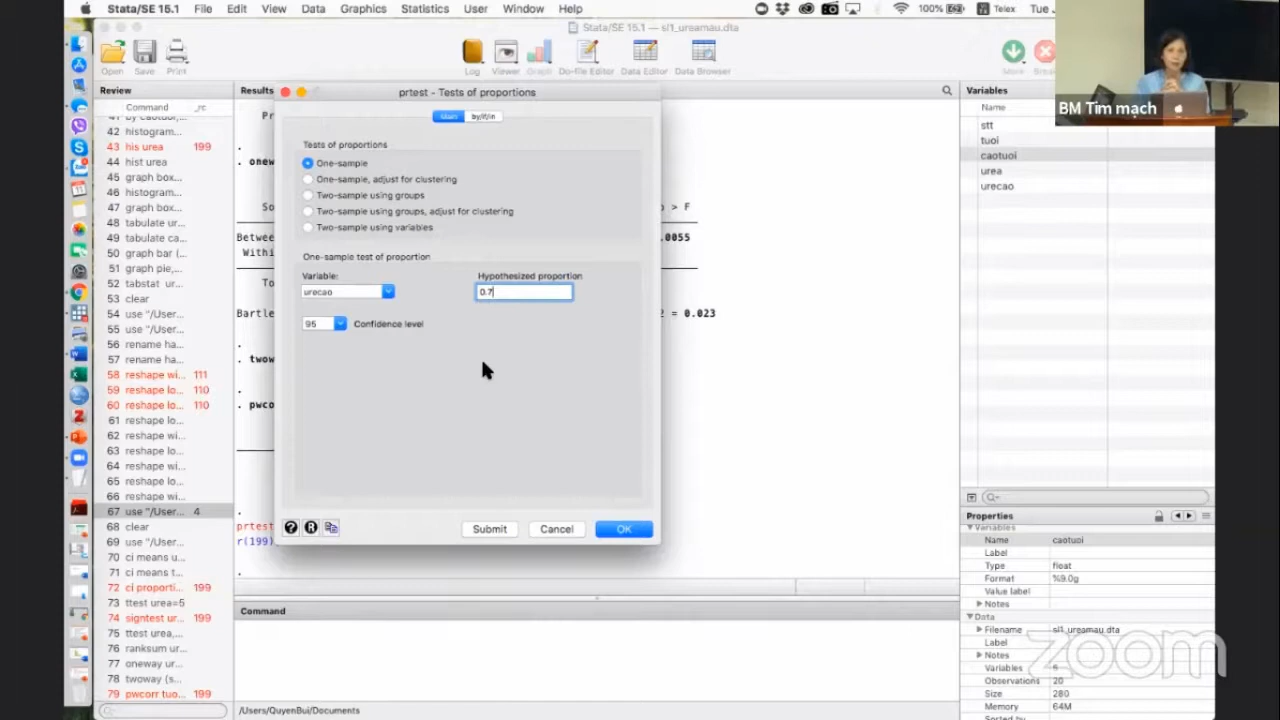 Stata/SE 15.1 File Edit View Data Graphics Statistics User Window Help 100% Telex Tue
Stata/SE 15.1 — sl1_ureamau.dta
Open Save Print Log Viewer Graph Do-file Editor Data Editor Data Browser More
BM Tim mạch
Review
Command _rc
42 histogram...
43 his urea 199
44 hist urea
45 graph box...
46 histogram...
47 graph box...
48 tabulate ur...
49 tabulate ca...
50 graph bar (...
51 graph pie,...
52 tabstat ur...
53 clear
54 use "/User...
55 use "/User...
56 rename ha...
57 rename ha...
58 reshape wi... 111
59 reshape lo... 110
60 reshape lo... 110
61 reshape lo...
62 reshape wi...
63 reshape lo...
64 reshape wi...
65 reshape lo...
66 reshape wi...
67 use "/User... 4
68 clear
69 use "/User...
70 ci means u...
71 ci means t...
72 ci proporti... 199
73 ttest urea=5
74 signtest ur... 199
75 ttest urea,...
76 ranksum ur...
77 oneway ur...
78 twoway (s...
79 pwcorr tuo... 199
Results
Pr
.
. onew
So > F
Betwee .0055
Withi
To
Bartle 2 = 0.023
.
. twow
.
. pwco
.
prtest
r(199)
.
prtest - Tests of proportions
Main by/if/in
Tests of proportions
One-sample
One-sample, adjust for clustering
Two-sample using groups
Two-sample using groups, adjust for clustering
Two-sample using variables
One-sample test of proportion
Variable: Hypothesized proportion
urecao 0.7
95 Confidence level
? R Submit Cancel OK
Command
/Users/QuyenBui/Documents
Variables
Name
stt
tuoi
caotuoi
urea
urecao
Properties
Variables
Name caotuoi
Label
Type float
Format %9.0g
Value label
Notes
Data
Filename sl1_ureamau.dta
Label
Notes
Variables
Observations 20
Size 280
Memory 64M
Sorted by
zoom